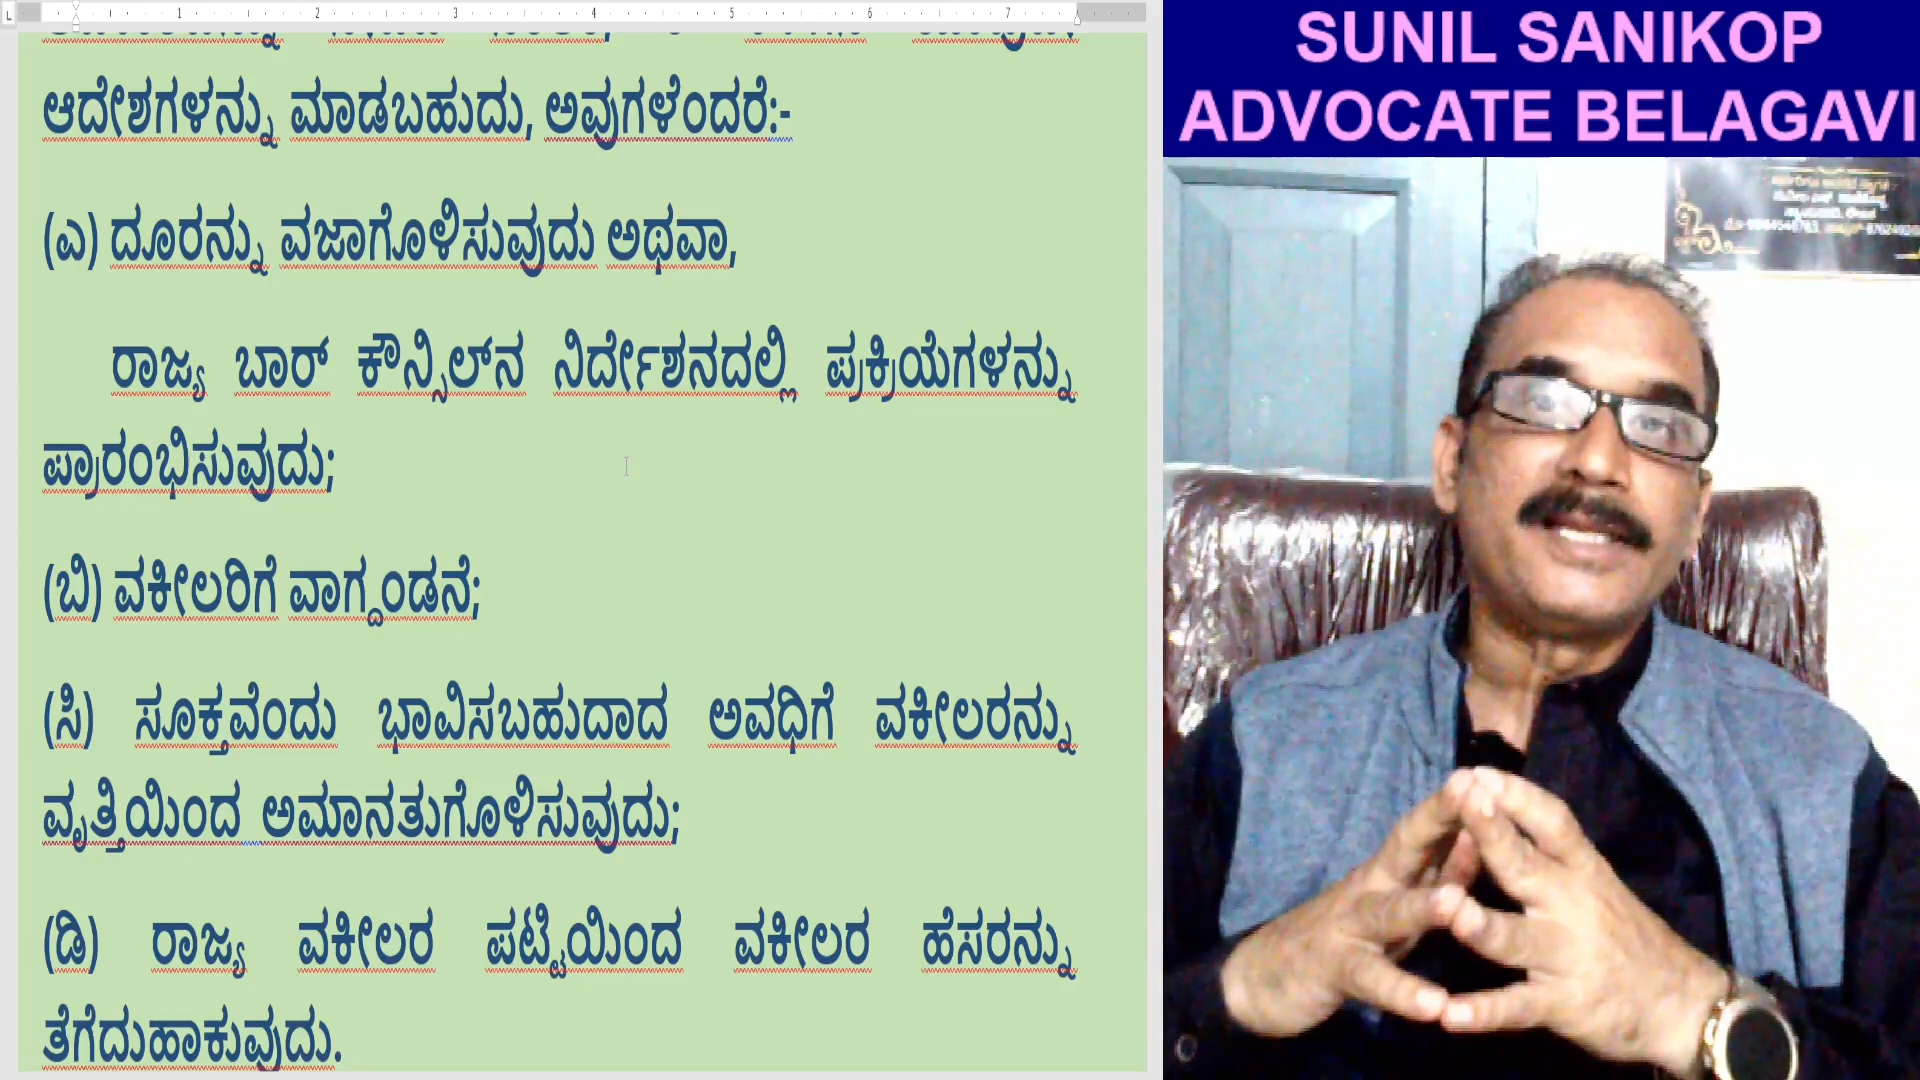 ಆದೇಶಗಳನ್ನು ಮಾಡಬಹುದು, ಅವುಗಳೆಂದರೆ:-
(ಎ) ದೂರನ್ನು ವಜಾಗೊಳಿಸುವುದು ಅಥವಾ,
ರಾಜ್ಯ ಬಾರ್ ಕೌನ್ಸಿಲ್‌ನ ನಿರ್ದೇಶನದಲ್ಲಿ ಪ್ರಕ್ರಿಯೆಗಳನ್ನು
ಪ್ರಾರಂಭಿಸುವುದು;
(ಬಿ) ವಕೀಲರಿಗೆ ವಾಗ್ದಂಡನೆ;
(ಸಿ) ಸೂಕ್ತವೆಂದು ಭಾವಿಸಬಹುದಾದ ಅವಧಿಗೆ ವಕೀಲರನ್ನು
ವೃತ್ತಿಯಿಂದ ಅಮಾನತುಗೊಳಿಸುವುದು;
(ಡಿ) ರಾಜ್ಯ ವಕೀಲರ ಪಟ್ಟಿಯಿಂದ ವಕೀಲರ ಹೆಸರನ್ನು
ತೆಗೆದುಹಾಕುವುದು.
SUNIL SANIKOP
ADVOCATE BELAGAVI